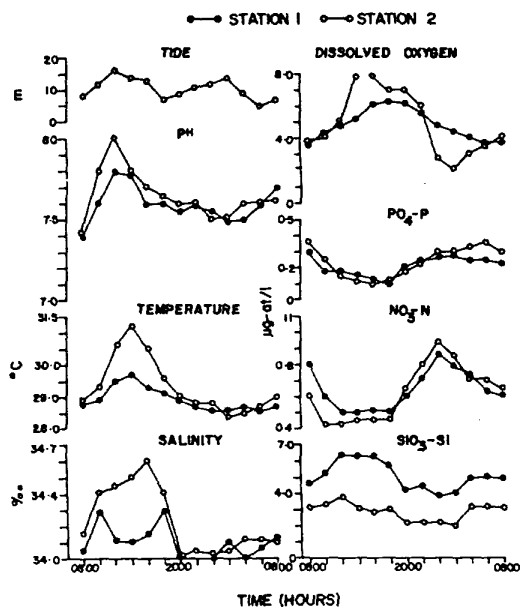 STATION 1 STATION 2
TIDE
DISSOLVED OXYGEN
m
20
10
0
8.0
4.0
0
PH
8.0
7.5
7.0
PO4-P
0.5
0.2
0
µg-at/l
TEMPERATURE
°C
31.5
30.0
29.0
28.0
NO3-N
1.1
0.8
0.4
SALINITY
‰
34.7
34.4
34.0
SIO3-SI
7.0
4.0
0
0800 2000 0800
0800 2000 0800
TIME (HOURS)